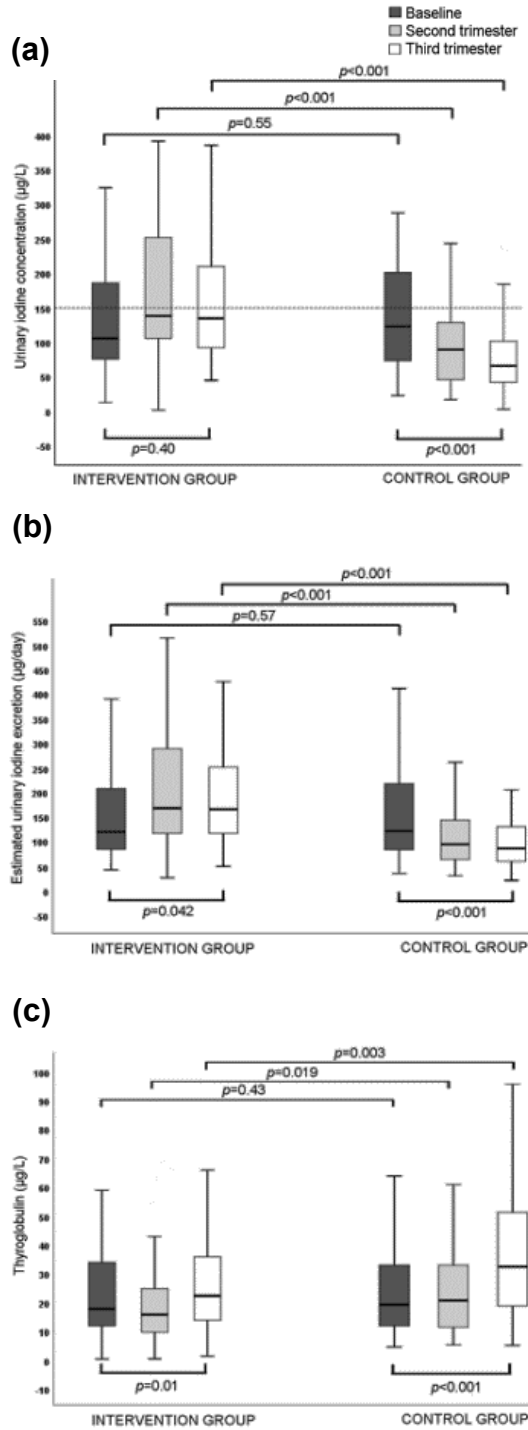 Baseline
Second trimester
Third trimester
(a)
p<0.001
p<0.001
p=0.55
400
350
300
250
200
150
100
50
0
-50
Urinary iodine concentration (µg/L)
p=0.40
p<0.001
INTERVENTION GROUP
CONTROL GROUP
(b)
p<0.001
p<0.001
p=0.57
550
500
450
400
350
300
250
200
150
100
50
0
-50
Estimated urinary iodine excretion (µg/day)
p=0.042
p<0.001
INTERVENTION GROUP
CONTROL GROUP
(c)
p=0.003
p=0.019
p=0.43
100
90
80
70
60
50
40
30
20
10
0
-10
Thyroglobulin (µg/L)
p=0.01
p<0.001
INTERVENTION GROUP
CONTROL GROUP